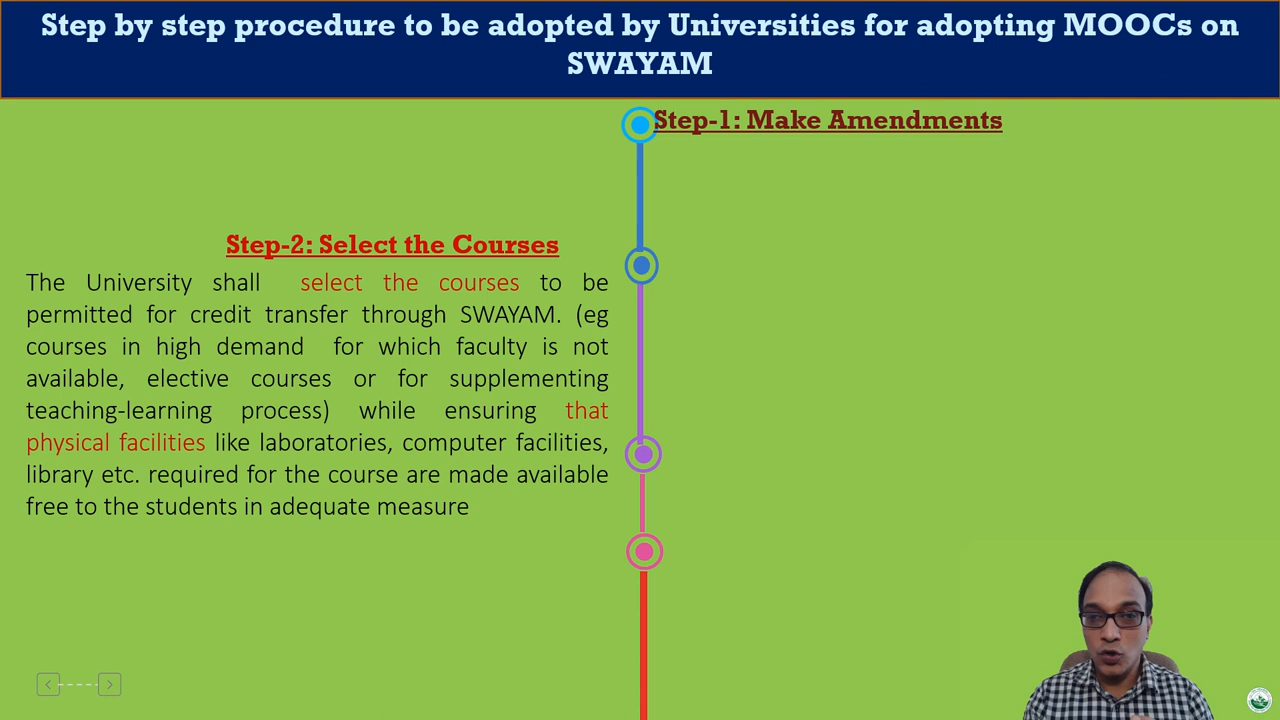 Step by step procedure to be adopted by Universities for adopting MOOCs on
SWAYAM
Step-1: Make Amendments
Step-2: Select the Courses
The University shall select the courses to be
permitted for credit transfer through SWAYAM. (eg
courses in high demand for which faculty is not
available, elective courses or for supplementing
teaching-learning process) while ensuring that
physical facilities like laboratories, computer facilities,
library etc. required for the course are made available
free to the students in adequate measure